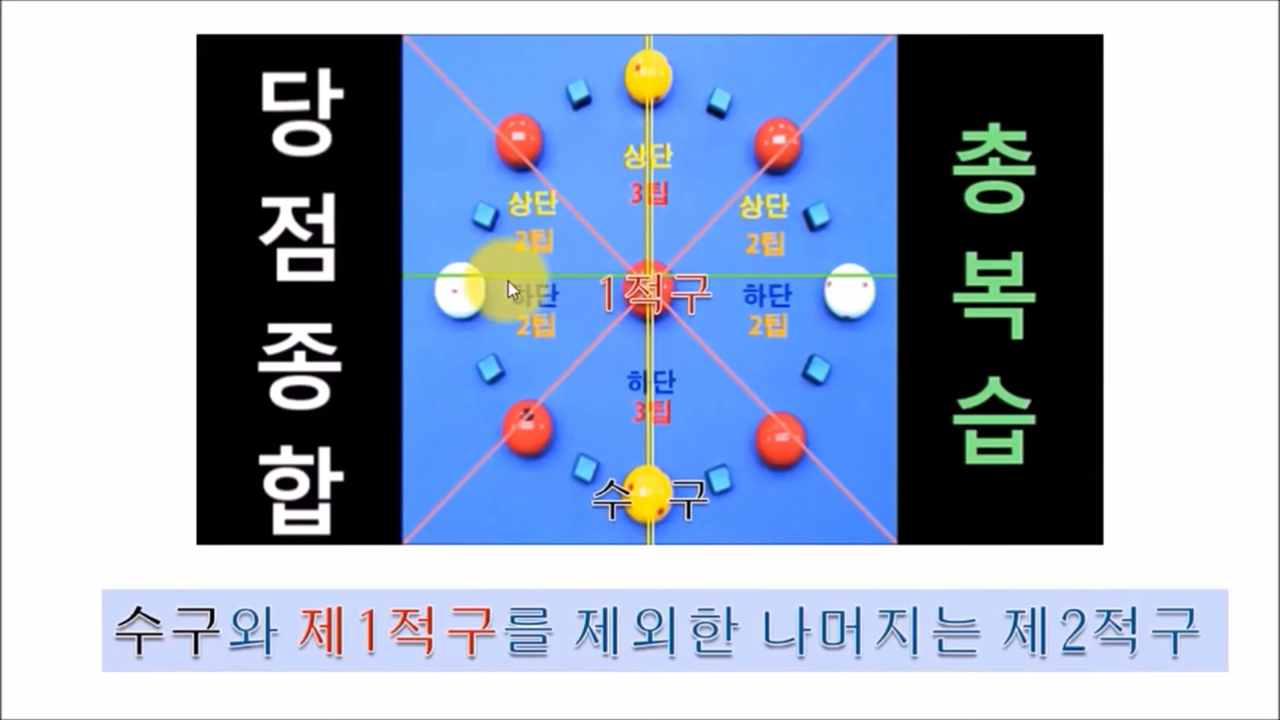 당점종합
총복습
상단
3팁
상단
2팁
상단
2팁
1적구
하단
2팁
하단
2팁
하단
3팁
수구
수구와 제1적구를 제외한 나머지는 제2적구